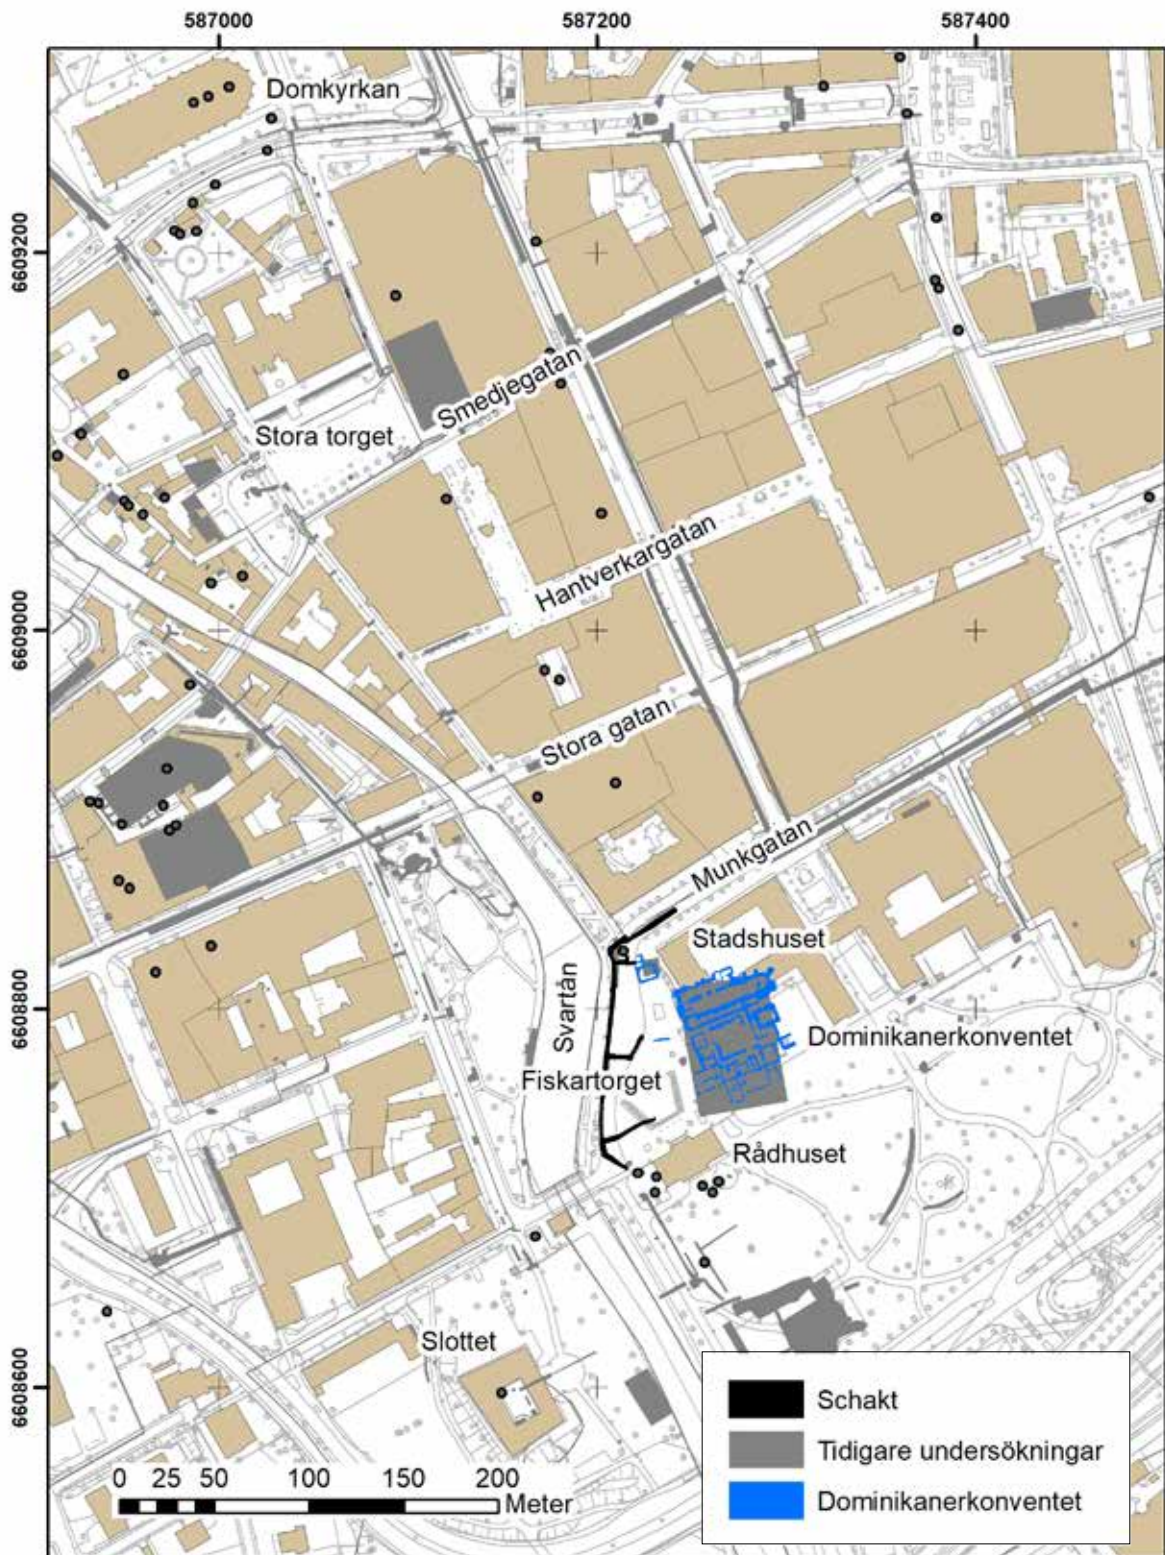 587000 587200 587400
Domkyrkan
6609200
Smedjegatan
Stora torget
Hantverkargatan
6609000
Stora gatan
Munkgatan
Stadshuset
6608800
Svartån
Dominikanerkonventet
Fiskartorget
Rådhuset
Slottet
6608600
Schakt
Tidigare undersökningar
Dominikanerkonventet
0 25 50 100 150 200
Meter